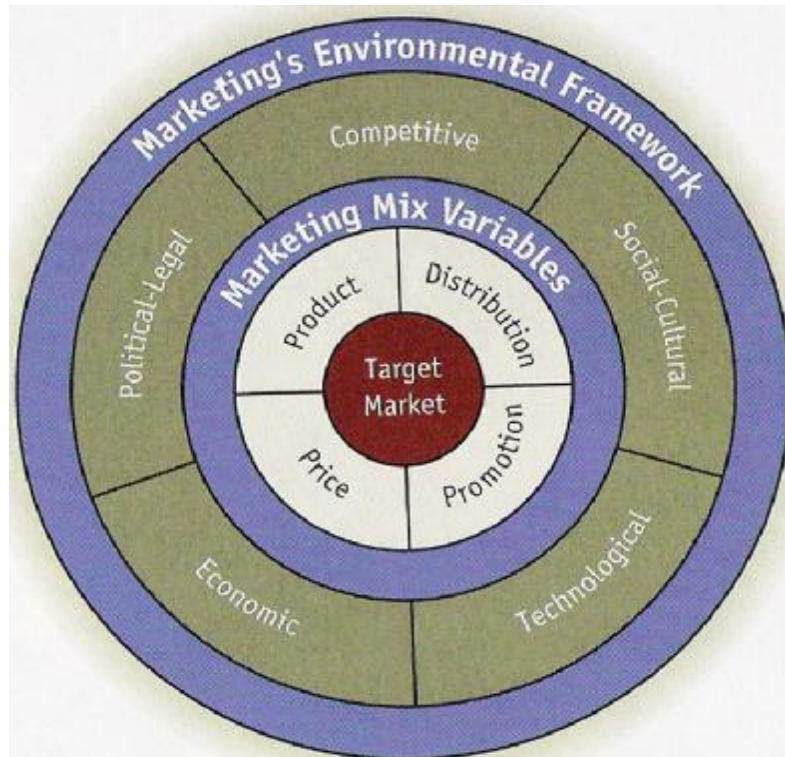 Marketing's Environmental Framework
Competitive
Political-Legal
Social-Cultural
Economic
Technological
Marketing Mix Variables
Product
Distribution
Price
Promotion
Target
Market